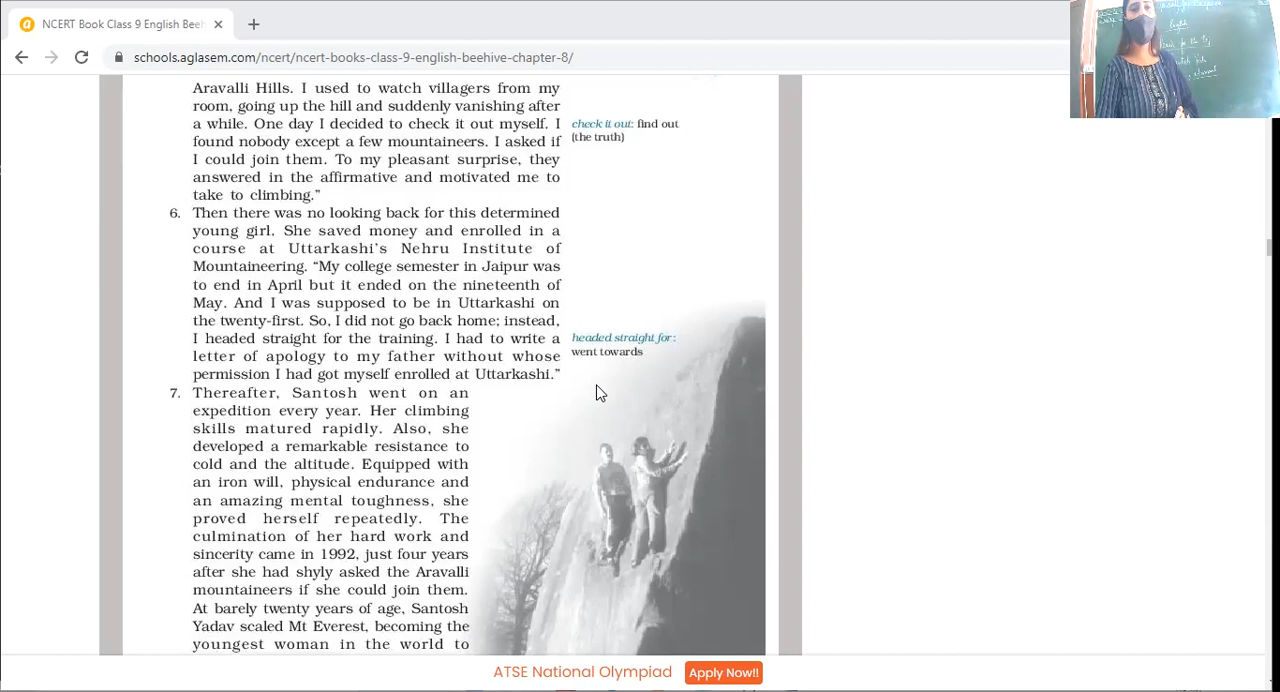 NCERT Book Class 9 English Beeh
schools.aglasem.com/ncert/ncert-books-class-9-english-beehive-chapter-8/
English
Aravalli Hills. I used to watch villagers from my
room, going up the hill and suddenly vanishing after
a while. One day I decided to check it out myself. I
found nobody except a few mountaineers. I asked if
I could join them. To my pleasant surprise, they
answered in the affirmative and motivated me to
take to climbing.”
check it out: find out
(the truth)
6. Then there was no looking back for this determined
young girl. She saved money and enrolled in a
course at Uttarkashi’s Nehru Institute of
Mountaineering. “My college semester in Jaipur was
to end in April but it ended on the nineteenth of
May. And I was supposed to be in Uttarkashi on
the twenty-first. So, I did not go back home; instead,
I headed straight for the training. I had to write a
letter of apology to my father without whose
permission I had got myself enrolled at Uttarkashi.”
headed straight for:
went towards
7. Thereafter, Santosh went on an
expedition every year. Her climbing
skills matured rapidly. Also, she
developed a remarkable resistance to
cold and the altitude. Equipped with
an iron will, physical endurance and
an amazing mental toughness, she
proved herself repeatedly. The
culmination of her hard work and
sincerity came in 1992, just four years
after she had shyly asked the Aravalli
mountaineers if she could join them.
At barely twenty years of age, Santosh
Yadav scaled Mt Everest, becoming the
youngest woman in the world to
ATSE National Olympiad
Apply Now!!